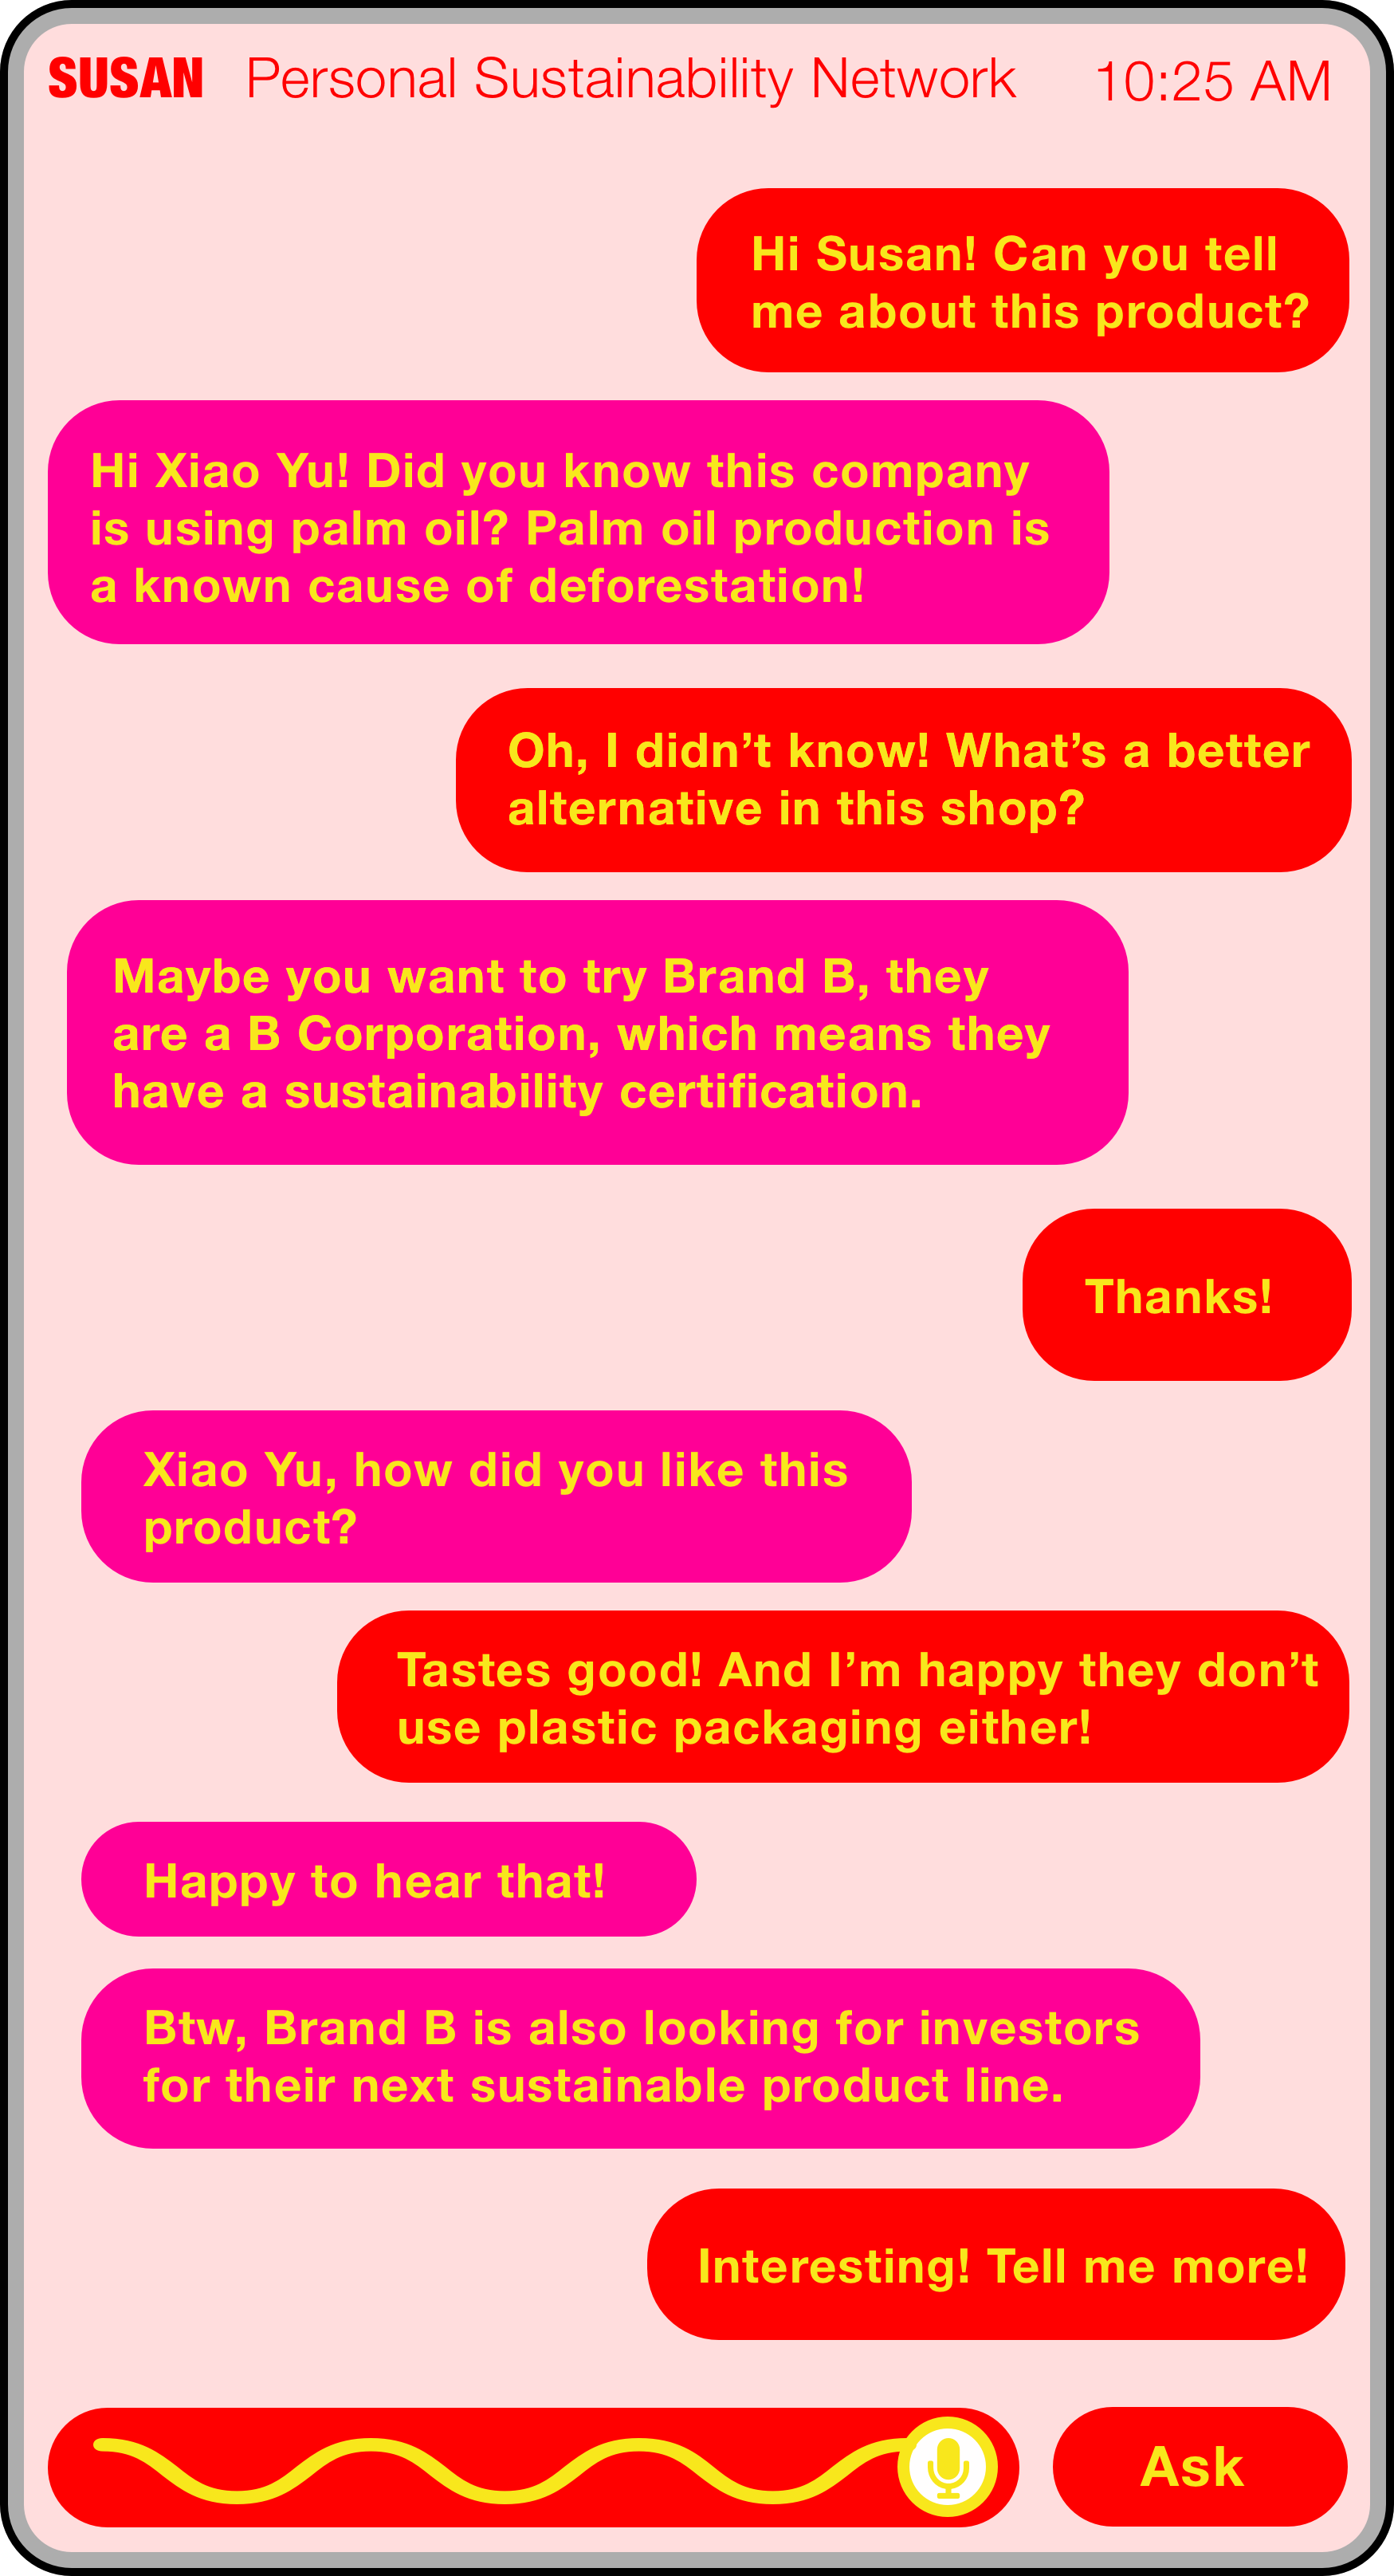 SUSAN Personal Sustainability Network 10:25 AM
Hi Susan! Can you tell
me about this product?
Hi Xiao Yu! Did you know this company
is using palm oil? Palm oil production is
a known cause of deforestation!
Oh, I didn’t know! What’s a better
alternative in this shop?
Maybe you want to try Brand B, they
are a B Corporation, which means they
have a sustainability certification.
Thanks!
Xiao Yu, how did you like this
product?
Tastes good! And I’m happy they don’t
use plastic packaging either!
Happy to hear that!
Btw, Brand B is also looking for investors
for their next sustainable product line.
Interesting! Tell me more!
Ask